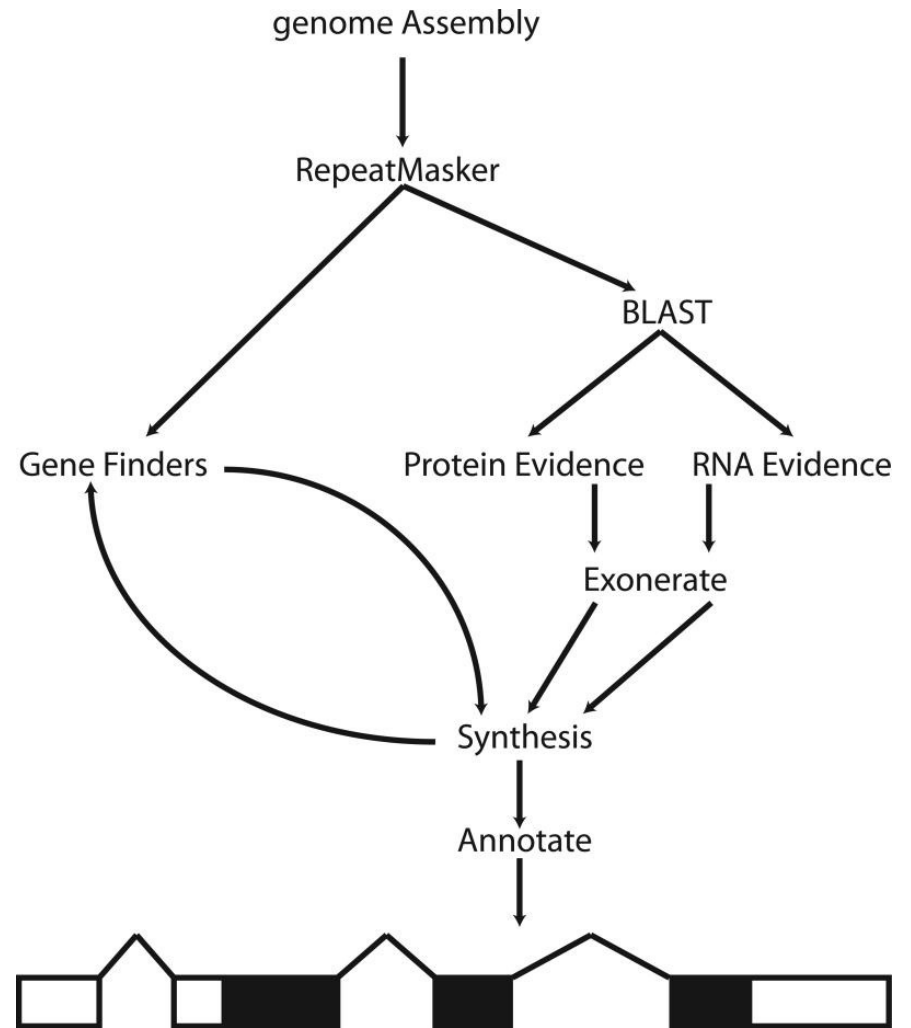 genome Assembly
RepeatMasker
BLAST
Gene Finders
Protein Evidence
RNA Evidence
Exonerate
Synthesis
Annotate